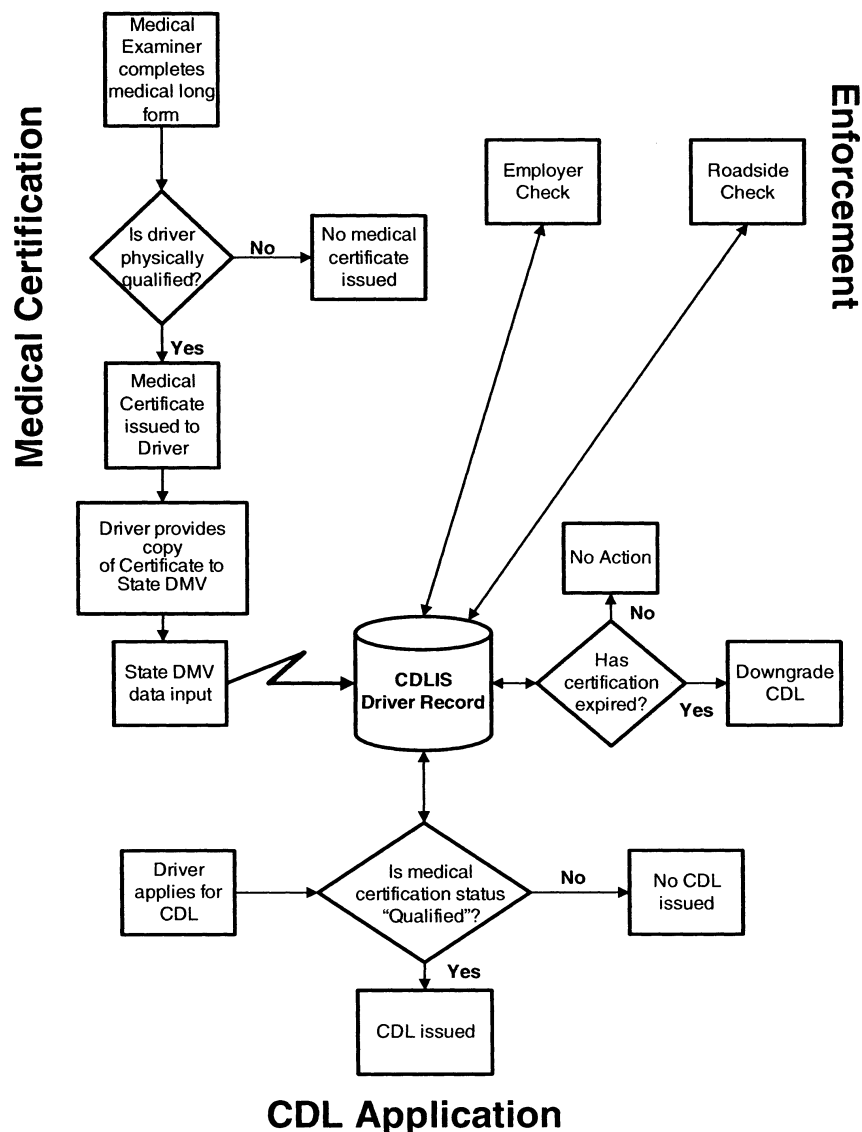 Medical
Examiner
completes
medical long
form
Medical Certification
Enforcement
Employer
Check
Roadside
Check
Is driver
physically
qualified?
No
No medical
certificate
issued
Yes
Medical
Certificate
issued to
Driver
Driver provides
copy
of Certificate to
State DMV
State DMV
data input
CDLIS
Driver Record
No Action
No
Has
certification
expired?
Yes
Downgrade
CDL
Driver
applies for
CDL
Is medical
certification status
“Qualified”?
No
No CDL
issued
Yes
CDL issued
CDL Application